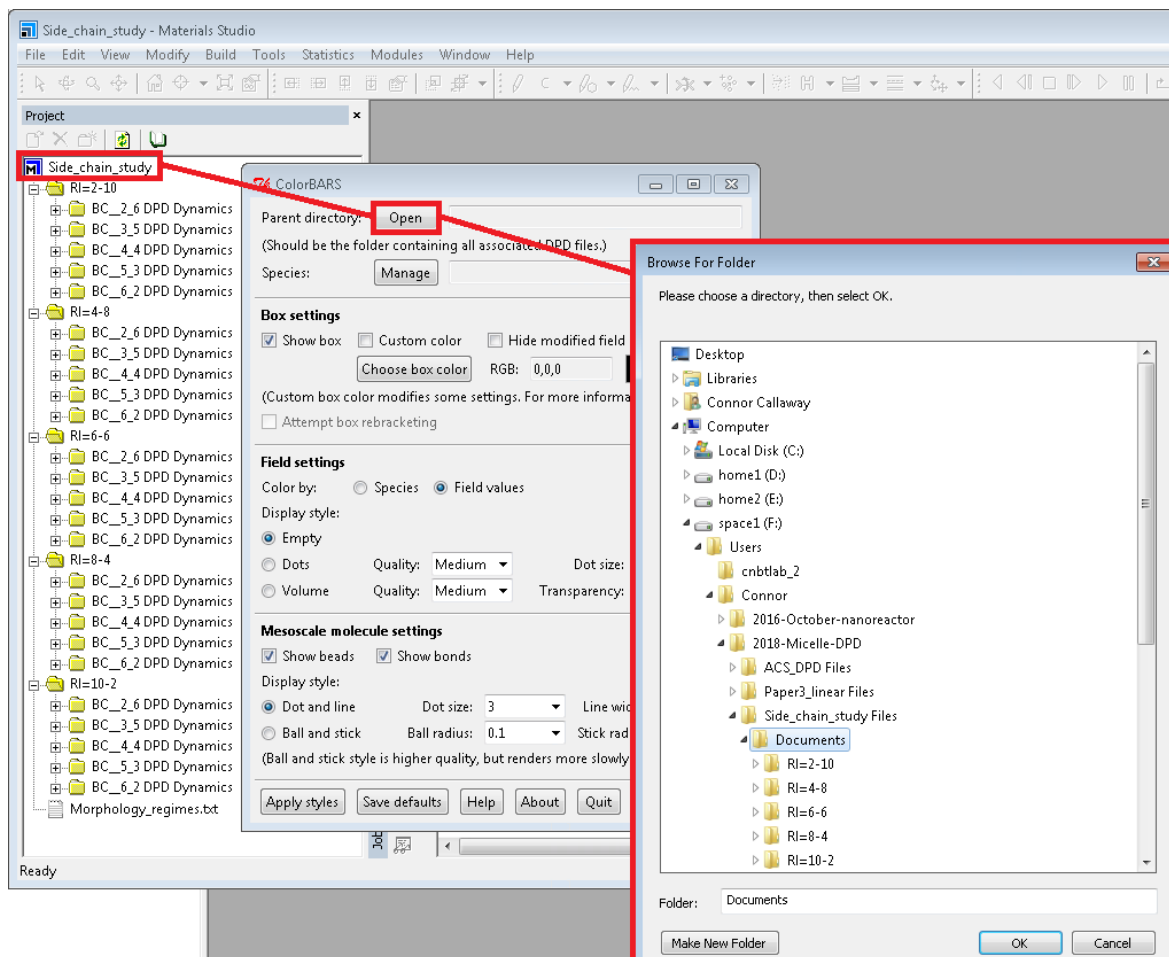 Side_chain_study - Materials Studio
File Edit View Modify Build Tools Statistics Modules Window Help
Project
Side_chain_study
RI=2-10
BC__2_6 DPD Dynamics
BC__3_5 DPD Dynamics
BC__4_4 DPD Dynamics
BC__5_3 DPD Dynamics
BC__6_2 DPD Dynamics
RI=4-8
BC__2_6 DPD Dynamics
BC__3_5 DPD Dynamics
BC__4_4 DPD Dynamics
BC__5_3 DPD Dynamics
BC__6_2 DPD Dynamics
RI=6-6
BC__2_6 DPD Dynamics
BC__3_5 DPD Dynamics
BC__4_4 DPD Dynamics
BC__5_3 DPD Dynamics
BC__6_2 DPD Dynamics
RI=8-4
BC__2_6 DPD Dynamics
BC__3_5 DPD Dynamics
BC__4_4 DPD Dynamics
BC__5_3 DPD Dynamics
BC__6_2 DPD Dynamics
RI=10-2
BC__2_6 DPD Dynamics
BC__3_5 DPD Dynamics
BC__4_4 DPD Dynamics
BC__5_3 DPD Dynamics
BC__6_2 DPD Dynamics
Morphology_regimes.txt
Ready
ColorBARS
Parent directory: Open
(Should be the folder containing all associated DPD files.)
Species: Manage
Box settings
Show box Custom color Hide modified field
Choose box color RGB: 0,0,0
(Custom box color modifies some settings. For more informa
Attempt box rebracketing
Field settings
Color by: Species Field values
Display style:
Empty
Dots Quality: Medium Dot size:
Volume Quality: Medium Transparency:
Mesoscale molecule settings
Show beads Show bonds
Display style:
Dot and line Dot size: 3 Line wid
Ball and stick Ball radius: 0.1 Stick rad
(Ball and stick style is higher quality, but renders more slowly
Apply styles Save defaults Help About Quit
Job
Browse For Folder
Please choose a directory, then select OK.
Desktop
Libraries
Connor Callaway
Computer
Local Disk (C:)
home1 (D:)
home2 (E:)
space1 (F:)
Users
cnbtlab_2
Connor
2016-October-nanoreactor
2018-Micelle-DPD
ACS_DPD Files
Paper3_linear Files
Side_chain_study Files
Documents
RI=2-10
RI=4-8
RI=6-6
RI=8-4
RI=10-2
Folder: Documents
Make New Folder OK Cancel